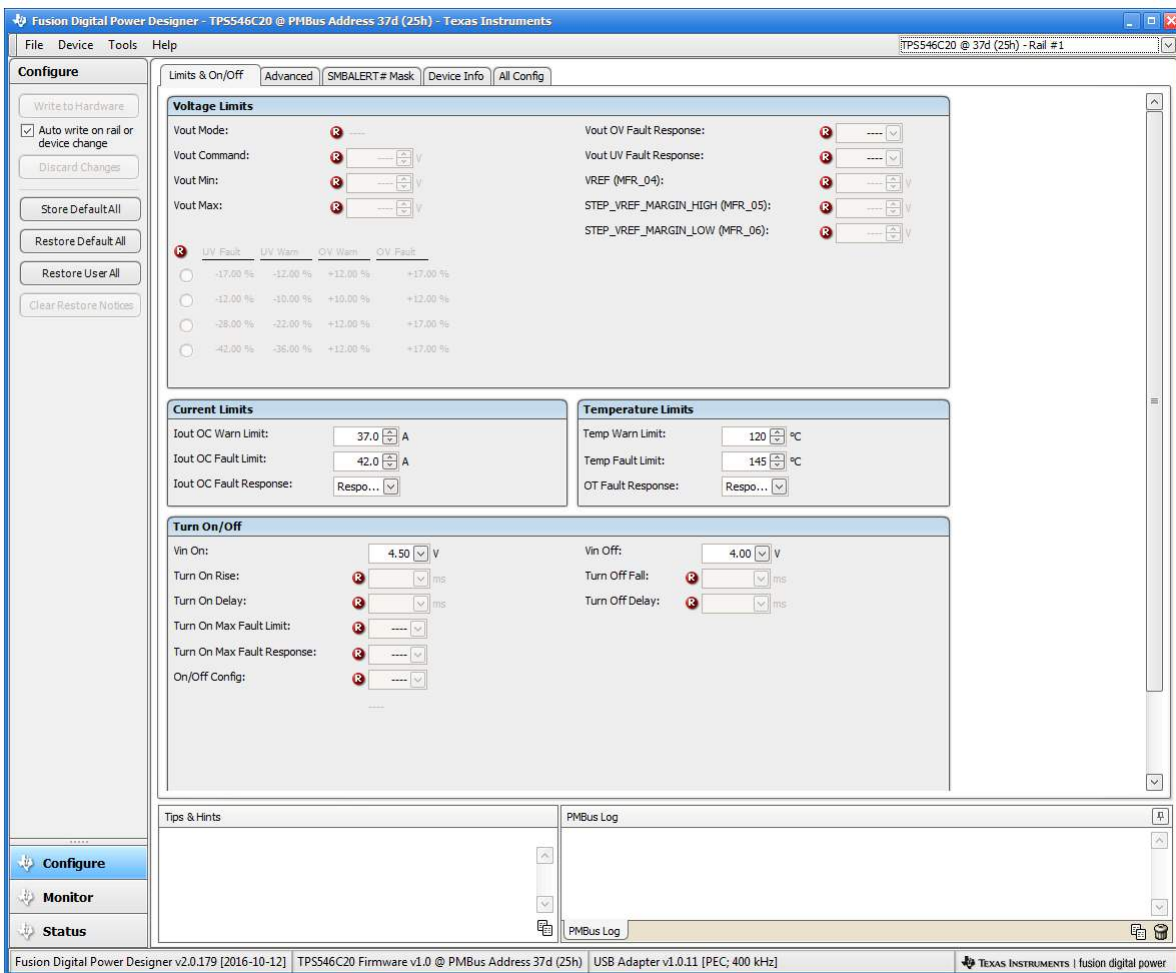 Fusion Digital Power Designer - TPS546C20 @ PMBus Address 37d (25h) - Texas Instruments
File Device Tools Help
TPS546C20 @ 37d (25h) - Rail #1
Configure
Write to Hardware
Auto write on rail or
device change
Discard Changes
Store Default All
Restore Default All
Restore User All
Clear Restore Notices
Limits & On/Off Advanced SMBALERT# Mask Device Info All Config
Voltage Limits
Vout Mode: R ----
Vout Command: R ---- V
Vout Min: R ---- V
Vout Max: R ---- V
Vout OV Fault Response: R ----
Vout UV Fault Response: R ----
VREF (MFR_04): R ---- V
STEP_VREF_MARGIN_HIGH (MFR_05): R ---- V
STEP_VREF_MARGIN_LOW (MFR_06): R ---- V
R UV Fault UV Warn OV Warn OV Fault
-17.00 % -12.00 % +12.00 % +17.00 %
-12.00 % -10.00 % +10.00 % +12.00 %
-28.00 % -22.00 % +12.00 % +17.00 %
-42.00 % -36.00 % +12.00 % +17.00 %
Current Limits
Iout OC Warn Limit: 37.0 A
Iout OC Fault Limit: 42.0 A
Iout OC Fault Response: Respo...
Temperature Limits
Temp Warn Limit: 120 ºC
Temp Fault Limit: 145 ºC
OT Fault Response: Respo...
Turn On/Off
Vin On: 4.50 V
Turn On Rise: R ms
Turn On Delay: R ms
Turn On Max Fault Limit: R ----
Turn On Max Fault Response: R ----
On/Off Config: R ----
----
Vin Off: 4.00 V
Turn Off Fall: R ms
Turn Off Delay: R ms
Tips & Hints
PMBus Log
PMBus Log
Configure
Monitor
Status
Fusion Digital Power Designer v2.0.179 [2016-10-12] TPS546C20 Firmware v1.0 @ PMBus Address 37d (25h) USB Adapter v1.0.11 [PEC; 400 kHz] TEXAS INSTRUMENTS | fusion digital power